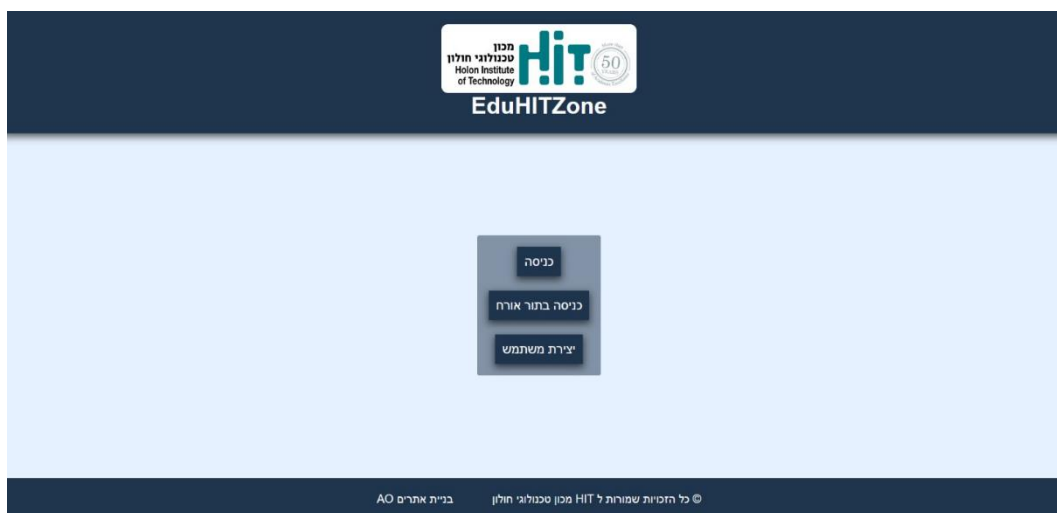 מכון
טכנולוגי חולון
Holon Institute
of Technology
HiT
50
EduHITZone
כניסה
כניסה בתור אורח
יצירת משתמש
© כל הזכויות שמורות ל HIT מכון טכנולוגי חולון
בניית אתרים AO